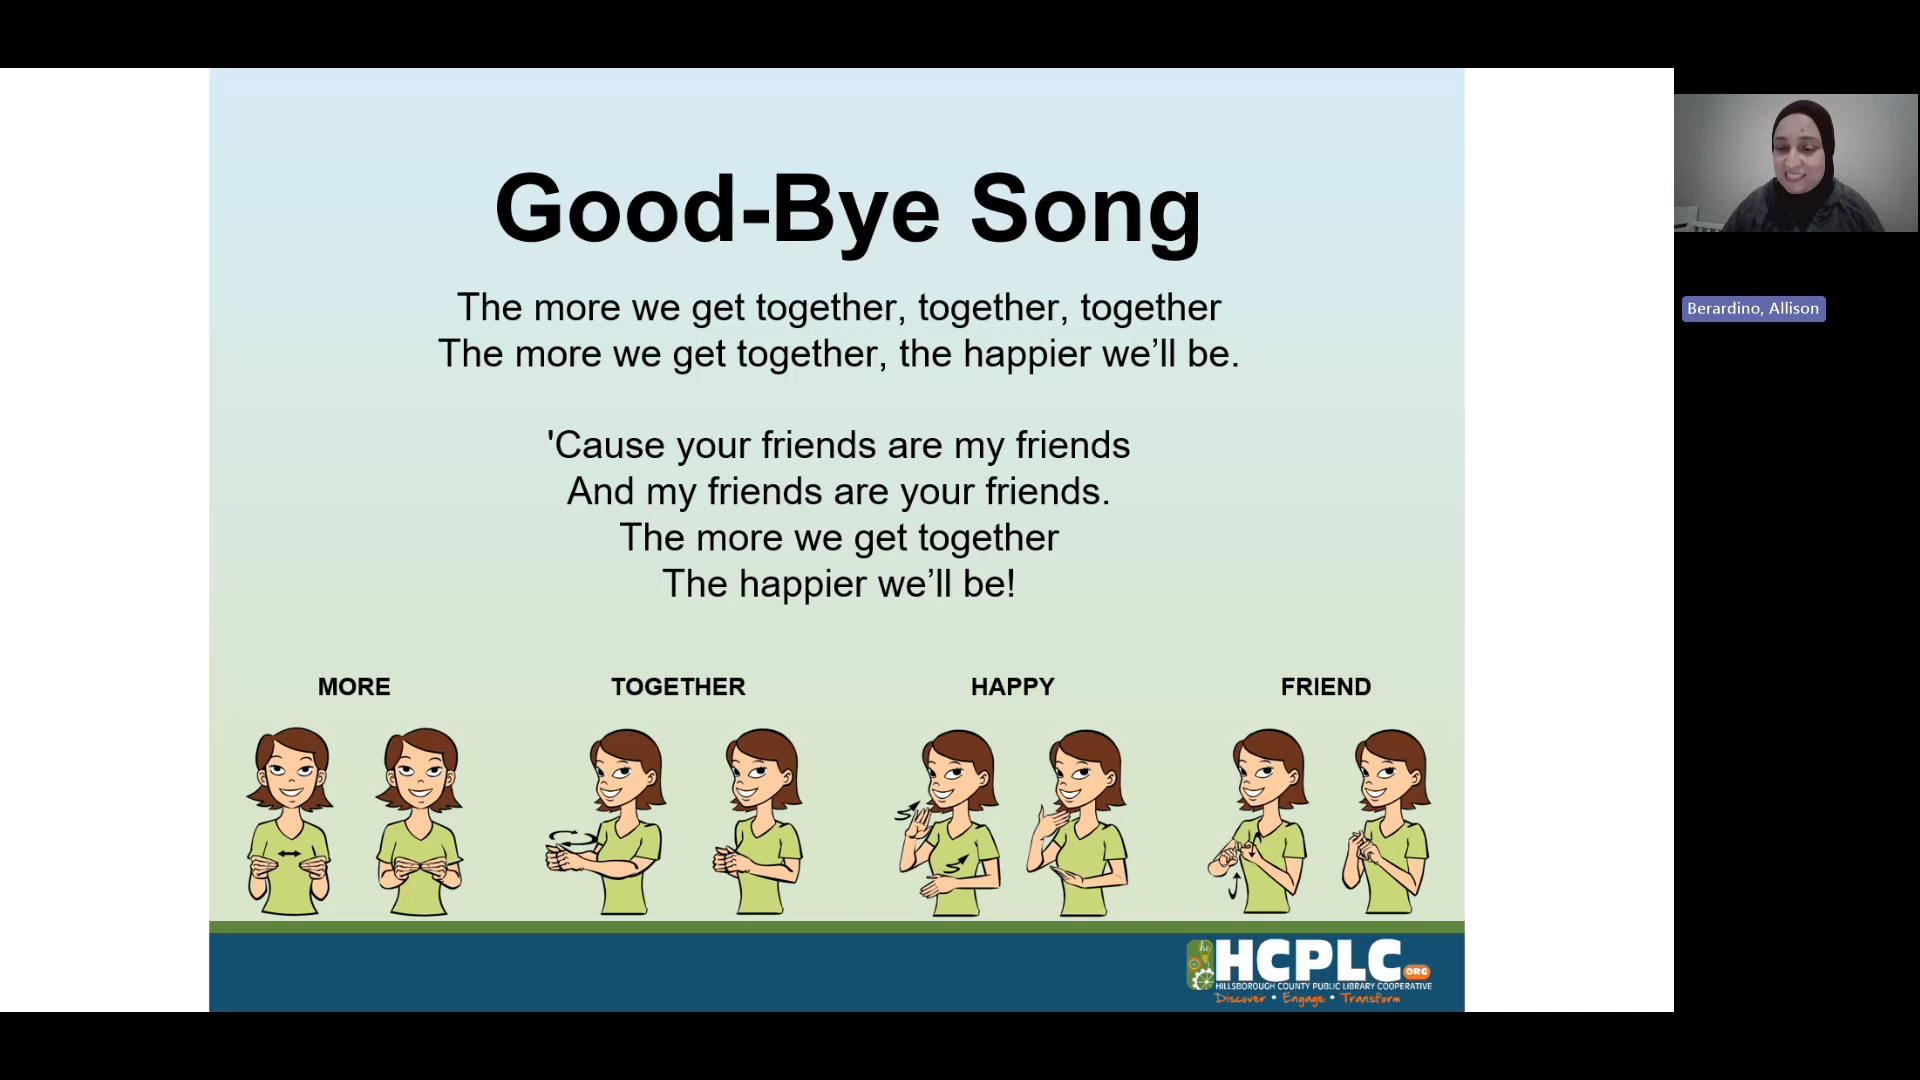 Good-Bye Song
The more we get together, together, together
The more we get together, the happier we’ll be.
'Cause your friends are my friends
And my friends are your friends.
The more we get together
The happier we’ll be!
MORE
TOGETHER
HAPPY
FRIEND
hc
HCPLC
ORG
HILLSBOROUGH COUNTY PUBLIC LIBRARY COOPERATIVE
Discover • Engage • Transform
Berardino, Allison